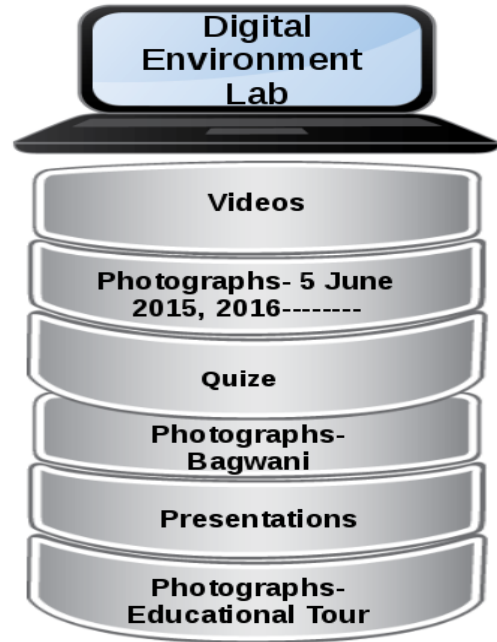 Digital
Environment
Lab
Videos
Photographs- 5 June
2015, 2016--------
Quize
Photographs-
Bagwani
Presentations
Photographs-
Educational Tour